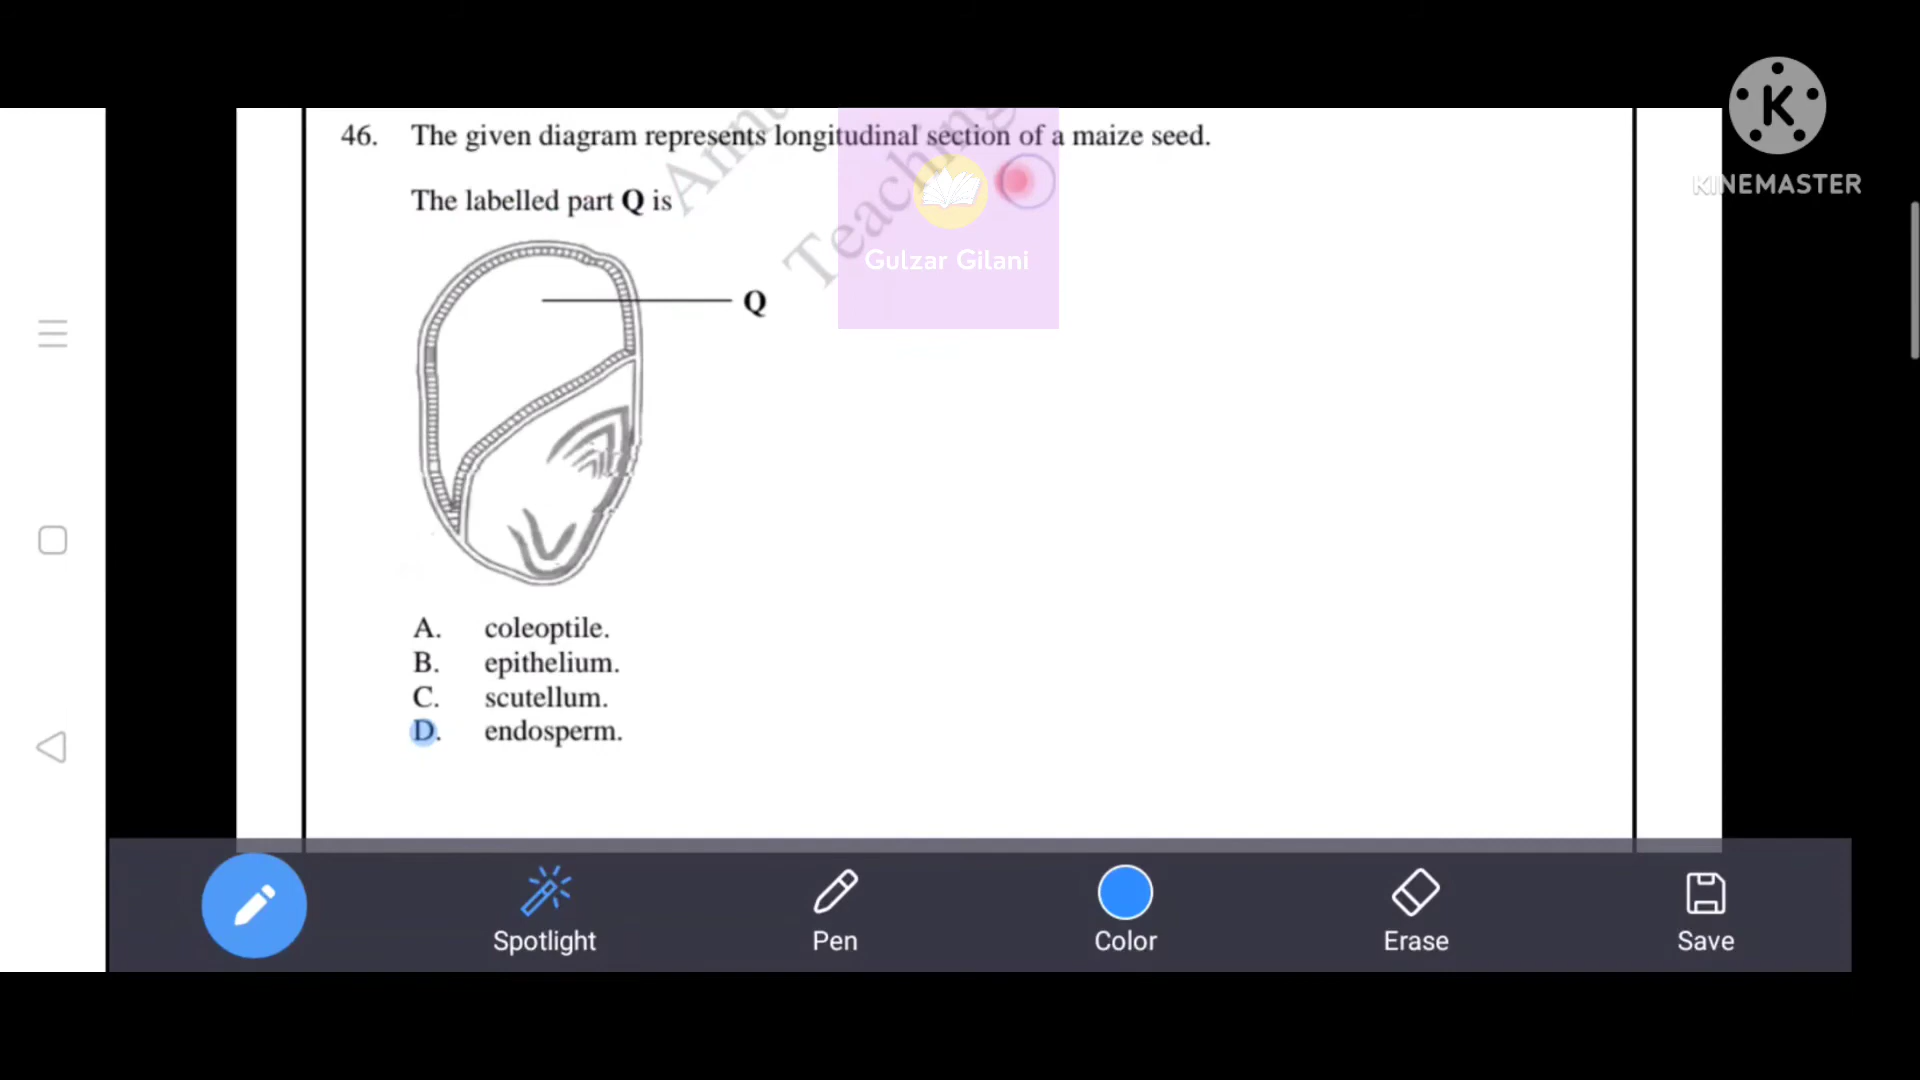 46. The given diagram represents longitudinal section of a maize seed.
The labelled part Q is
Teaching
Gulzar Gilani
KINEMASTER
Q
A. coleoptile.
B. epithelium.
C. scutellum.
D. endosperm.
Spotlight
Pen
Color
Erase
Save